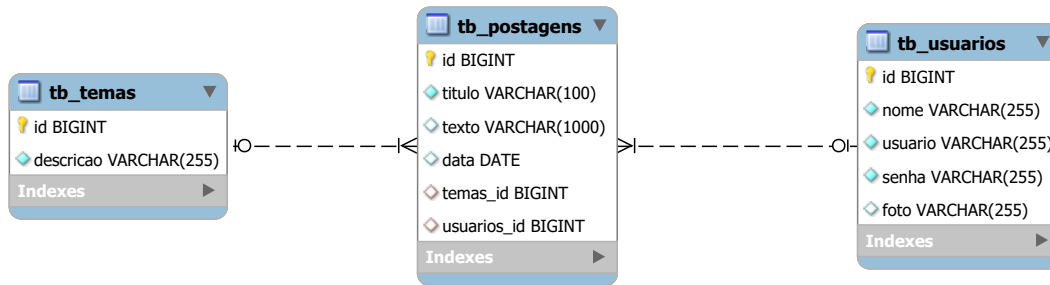 tb_temas
id BIGINT
descricao VARCHAR(255)
Indexes
tb_postagens
id BIGINT
titulo VARCHAR(100)
texto VARCHAR(1000)
data DATE
temas_id BIGINT
usuarios_id BIGINT
Indexes
tb_usuarios
id BIGINT
nome VARCHAR(255)
usuario VARCHAR(255)
senha VARCHAR(255)
foto VARCHAR(255)
Indexes